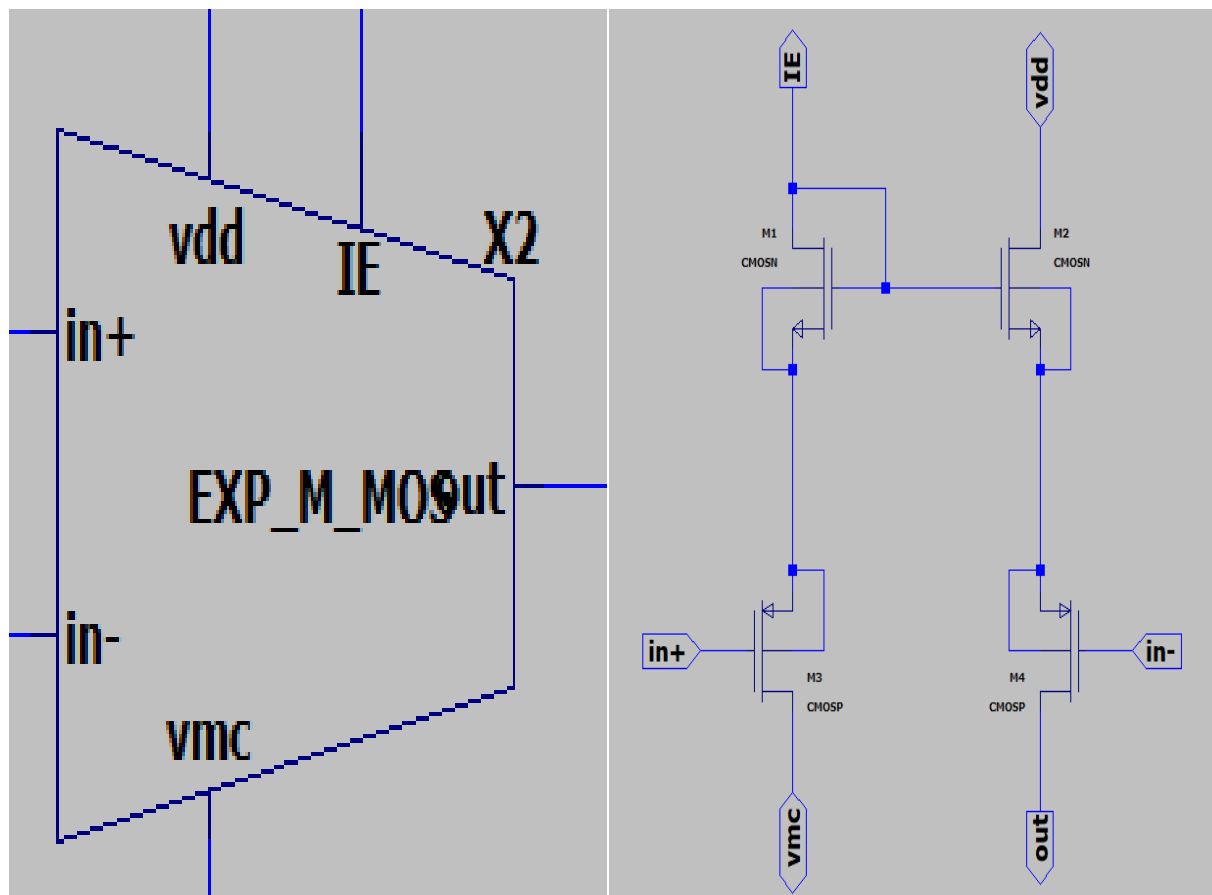 vdd
IE
X2
in+
EXP_M_MOS
out
in-
vmc
IE
vdd
M1
CMOSN
M2
CMOSN
in+
in-
M3
CMOSP
M4
CMOSP
vmc
out